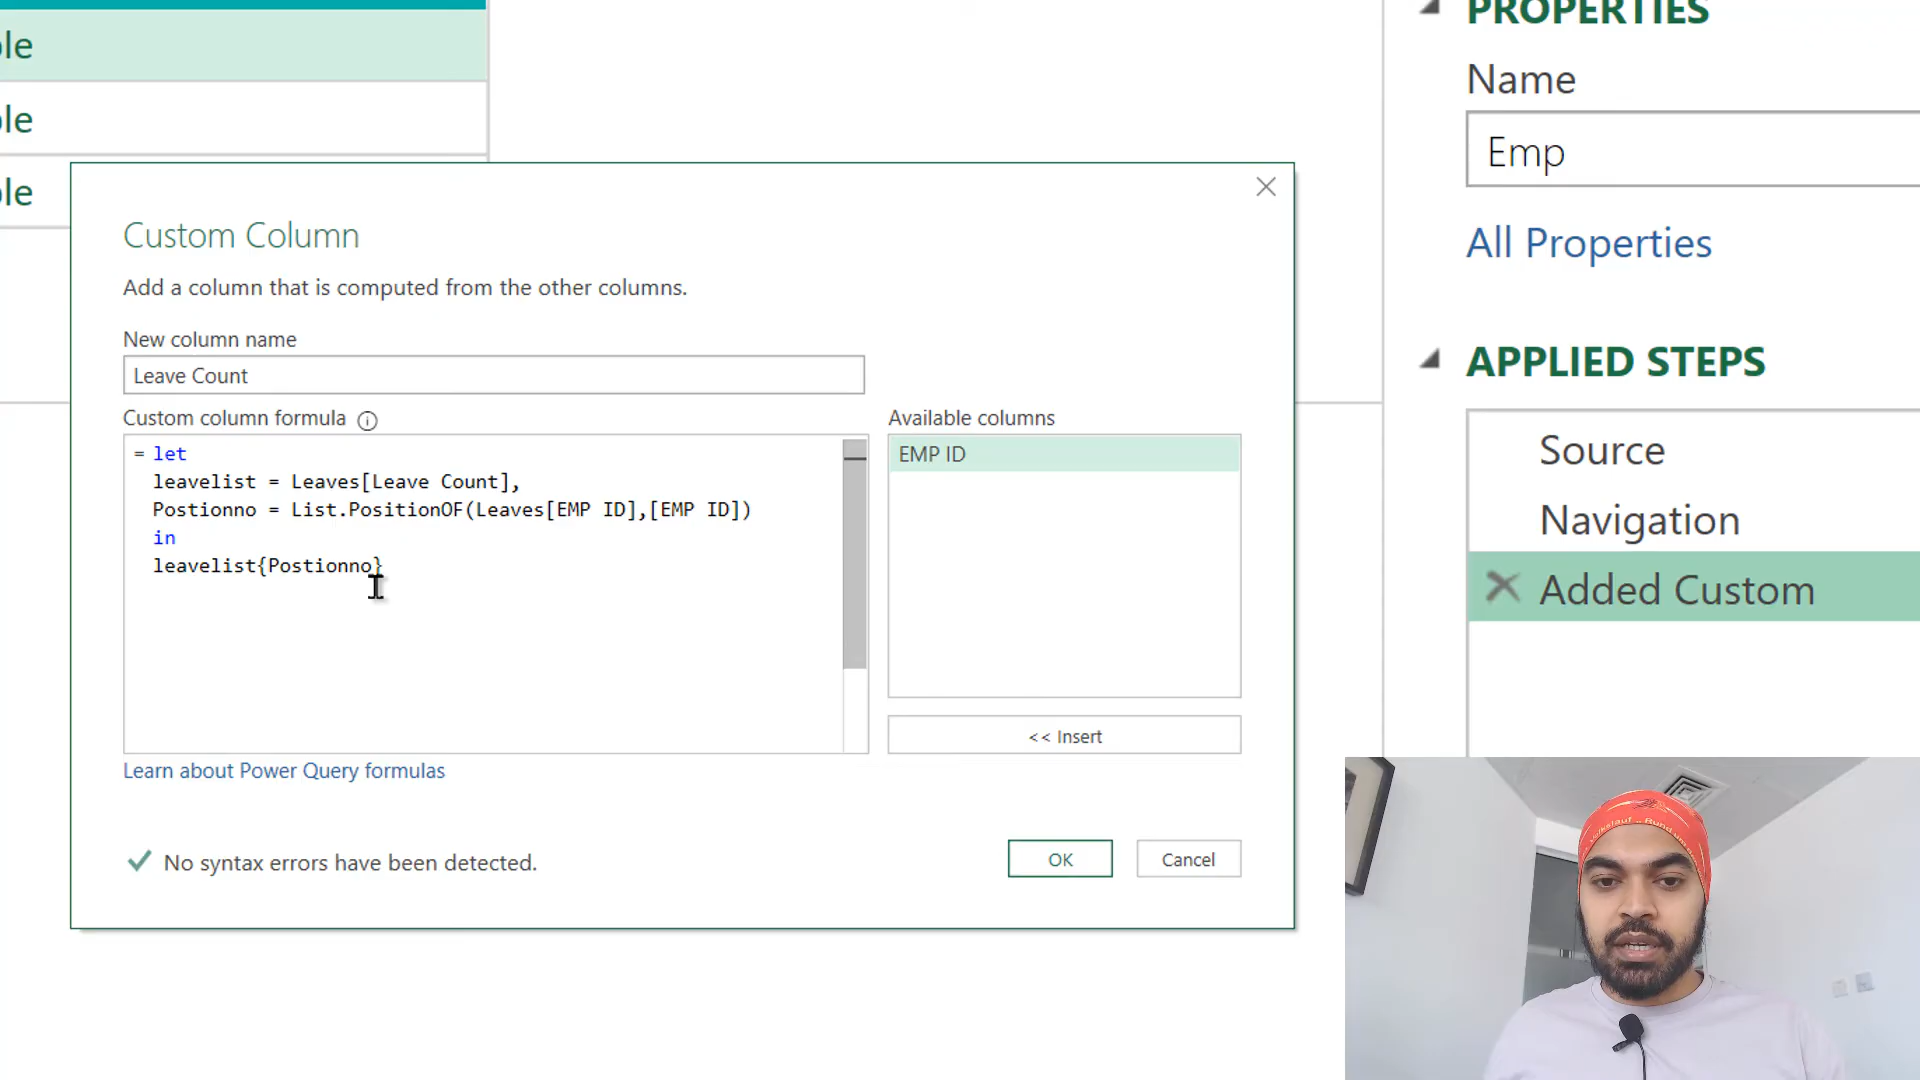 PROPERTIES
ple
Name
ple
Emp
ple
Custom Column
All Properties
Add a column that is computed from the other columns.
New column name
Leave Count
APPLIED STEPS
Custom column formula
Available columns
= let
leavelist = Leaves[Leave Count],
Postionno = List.PositionOF(Leaves[EMP ID],[EMP ID])
in
leavelist{Postionno}
EMP ID
Source
Navigation
Added Custom
<< Insert
Learn about Power Query formulas
No syntax errors have been detected.
OK
Cancel